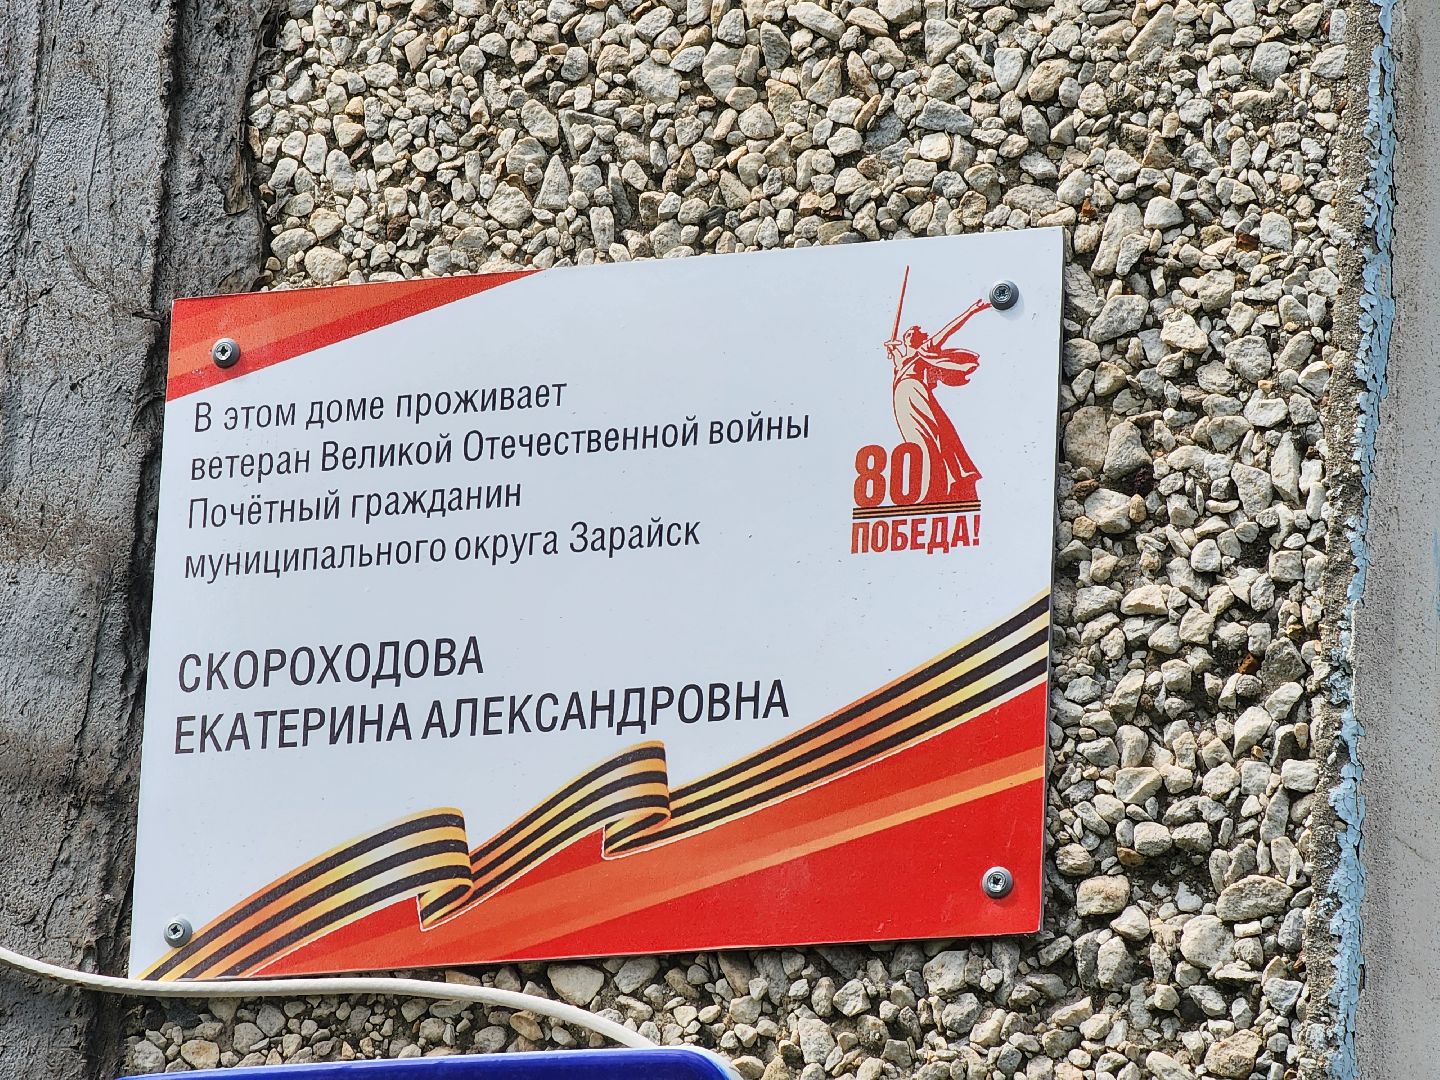 В этом доме проживает
ветеран Великой Отечественной войны
Почётный гражданин
муниципального округа Зарайск
СКОРОХОДОВА
ЕКАТЕРИНА АЛЕКСАНДРОВНА
80
ПОБЕДА!